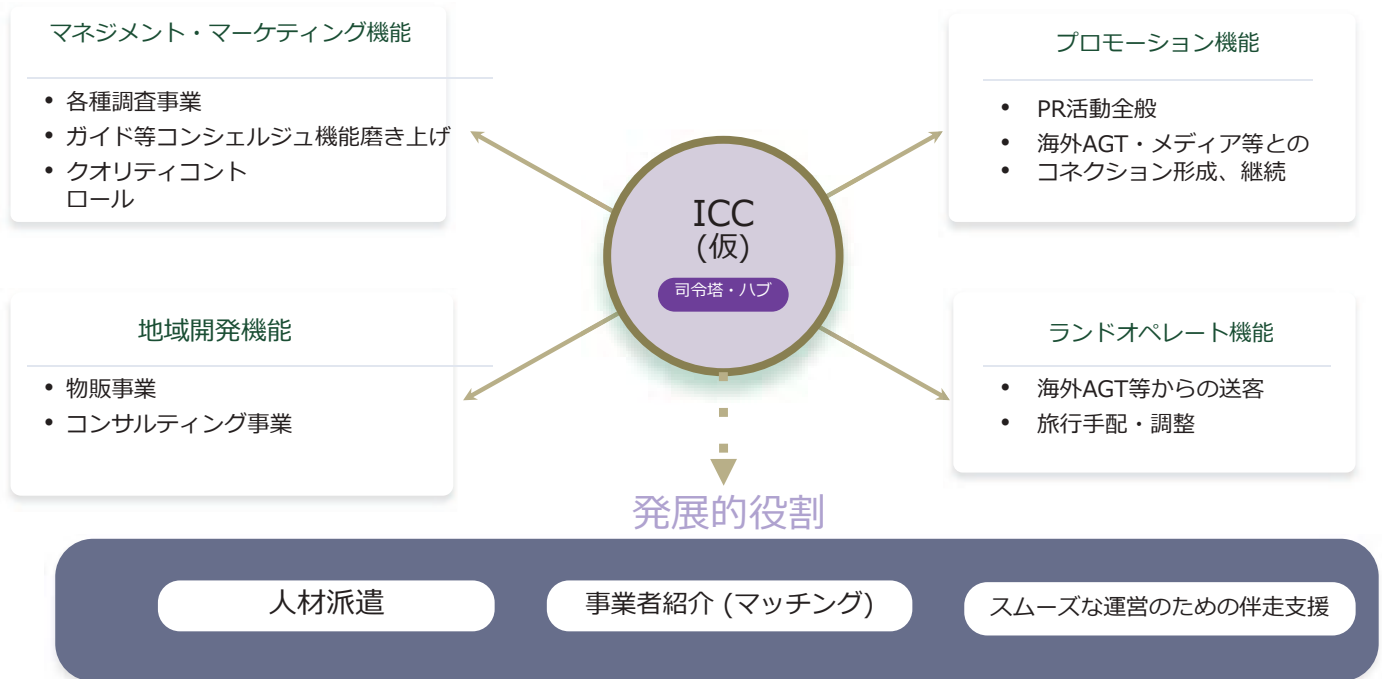 マネジメント・マーケティング機能
• 各種調査事業
• ガイド等コンシェルジュ機能磨き上げ
• クオリティコント
ロール
プロモーション機能
• PR活動全般
• 海外AGT・メディア等との
• コネクション形成、継続
ICC
(仮)
司令塔・ハブ
地域開発機能
• 物販事業
• コンサルティング事業
ランドオペレート機能
• 海外AGT等からの送客
• 旅行手配・調整
発展的役割
人材派遣
事業者紹介 (マッチング)
スムーズな運営のための伴走支援